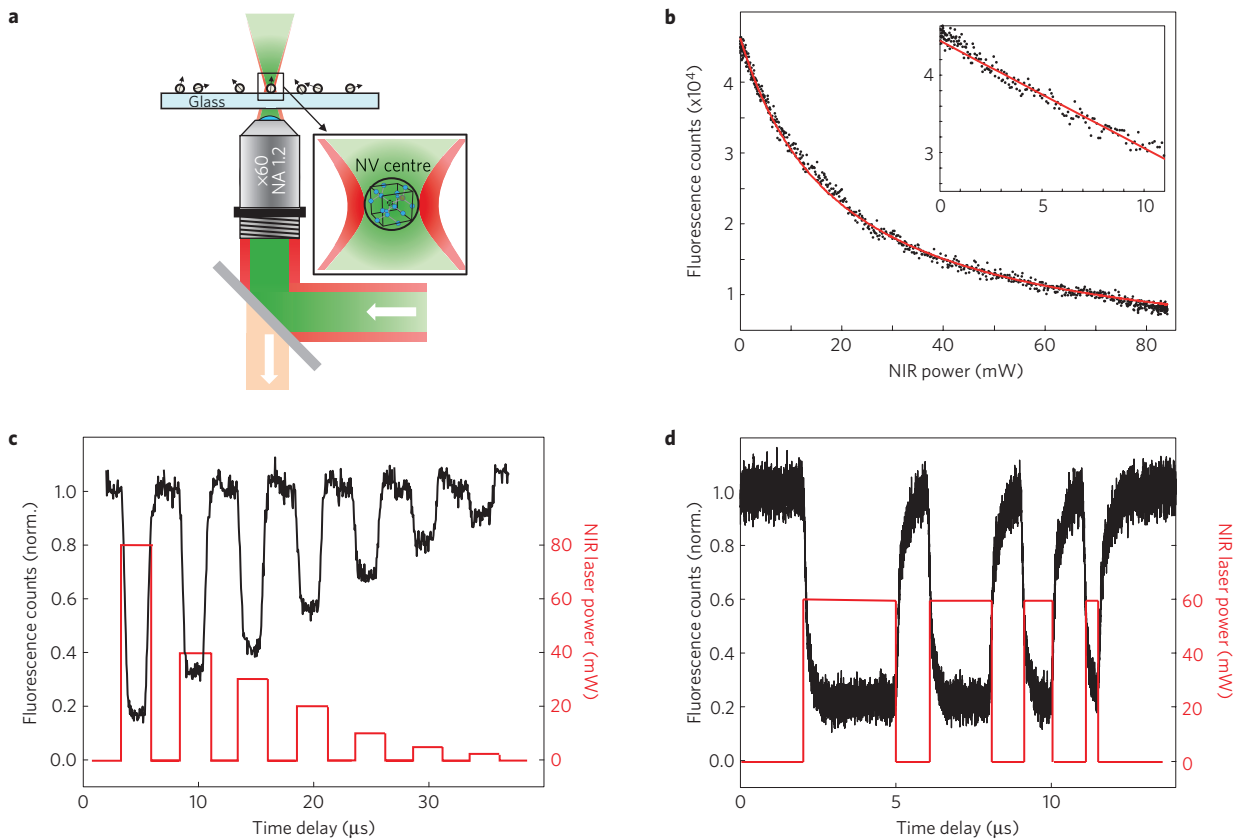 a
Glass
×60
NA 1.2
NV centre
b
Fluorescence counts (x10⁴)
4
3
2
1
0
20
40
60
80
NIR power (mW)
4
3
0
5
10
c
Fluorescence counts (norm.)
1.0
0.8
0.6
0.4
0.2
0.0
0
10
20
30
Time delay (µs)
80
60
40
20
0
NIR laser power
(mW)
d
Fluorescence counts (norm.)
1.0
0.8
0.6
0.4
0.2
0.0
0
5
10
Time delay (µs)
60
40
20
0
NIR laser power
(mW)